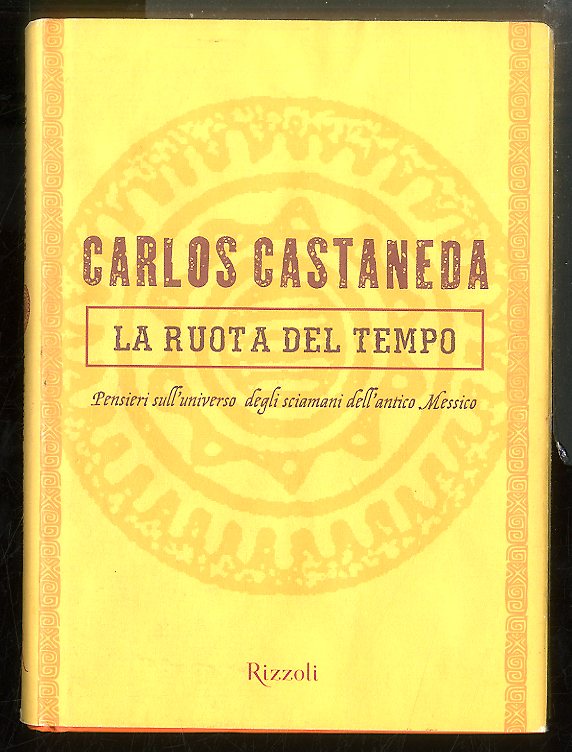 CARLOS CASTANEDA
LA RUOTA DEL TEMPO
Pensieri sull'universo degli sciamani dell'antico Messico
Rizzoli